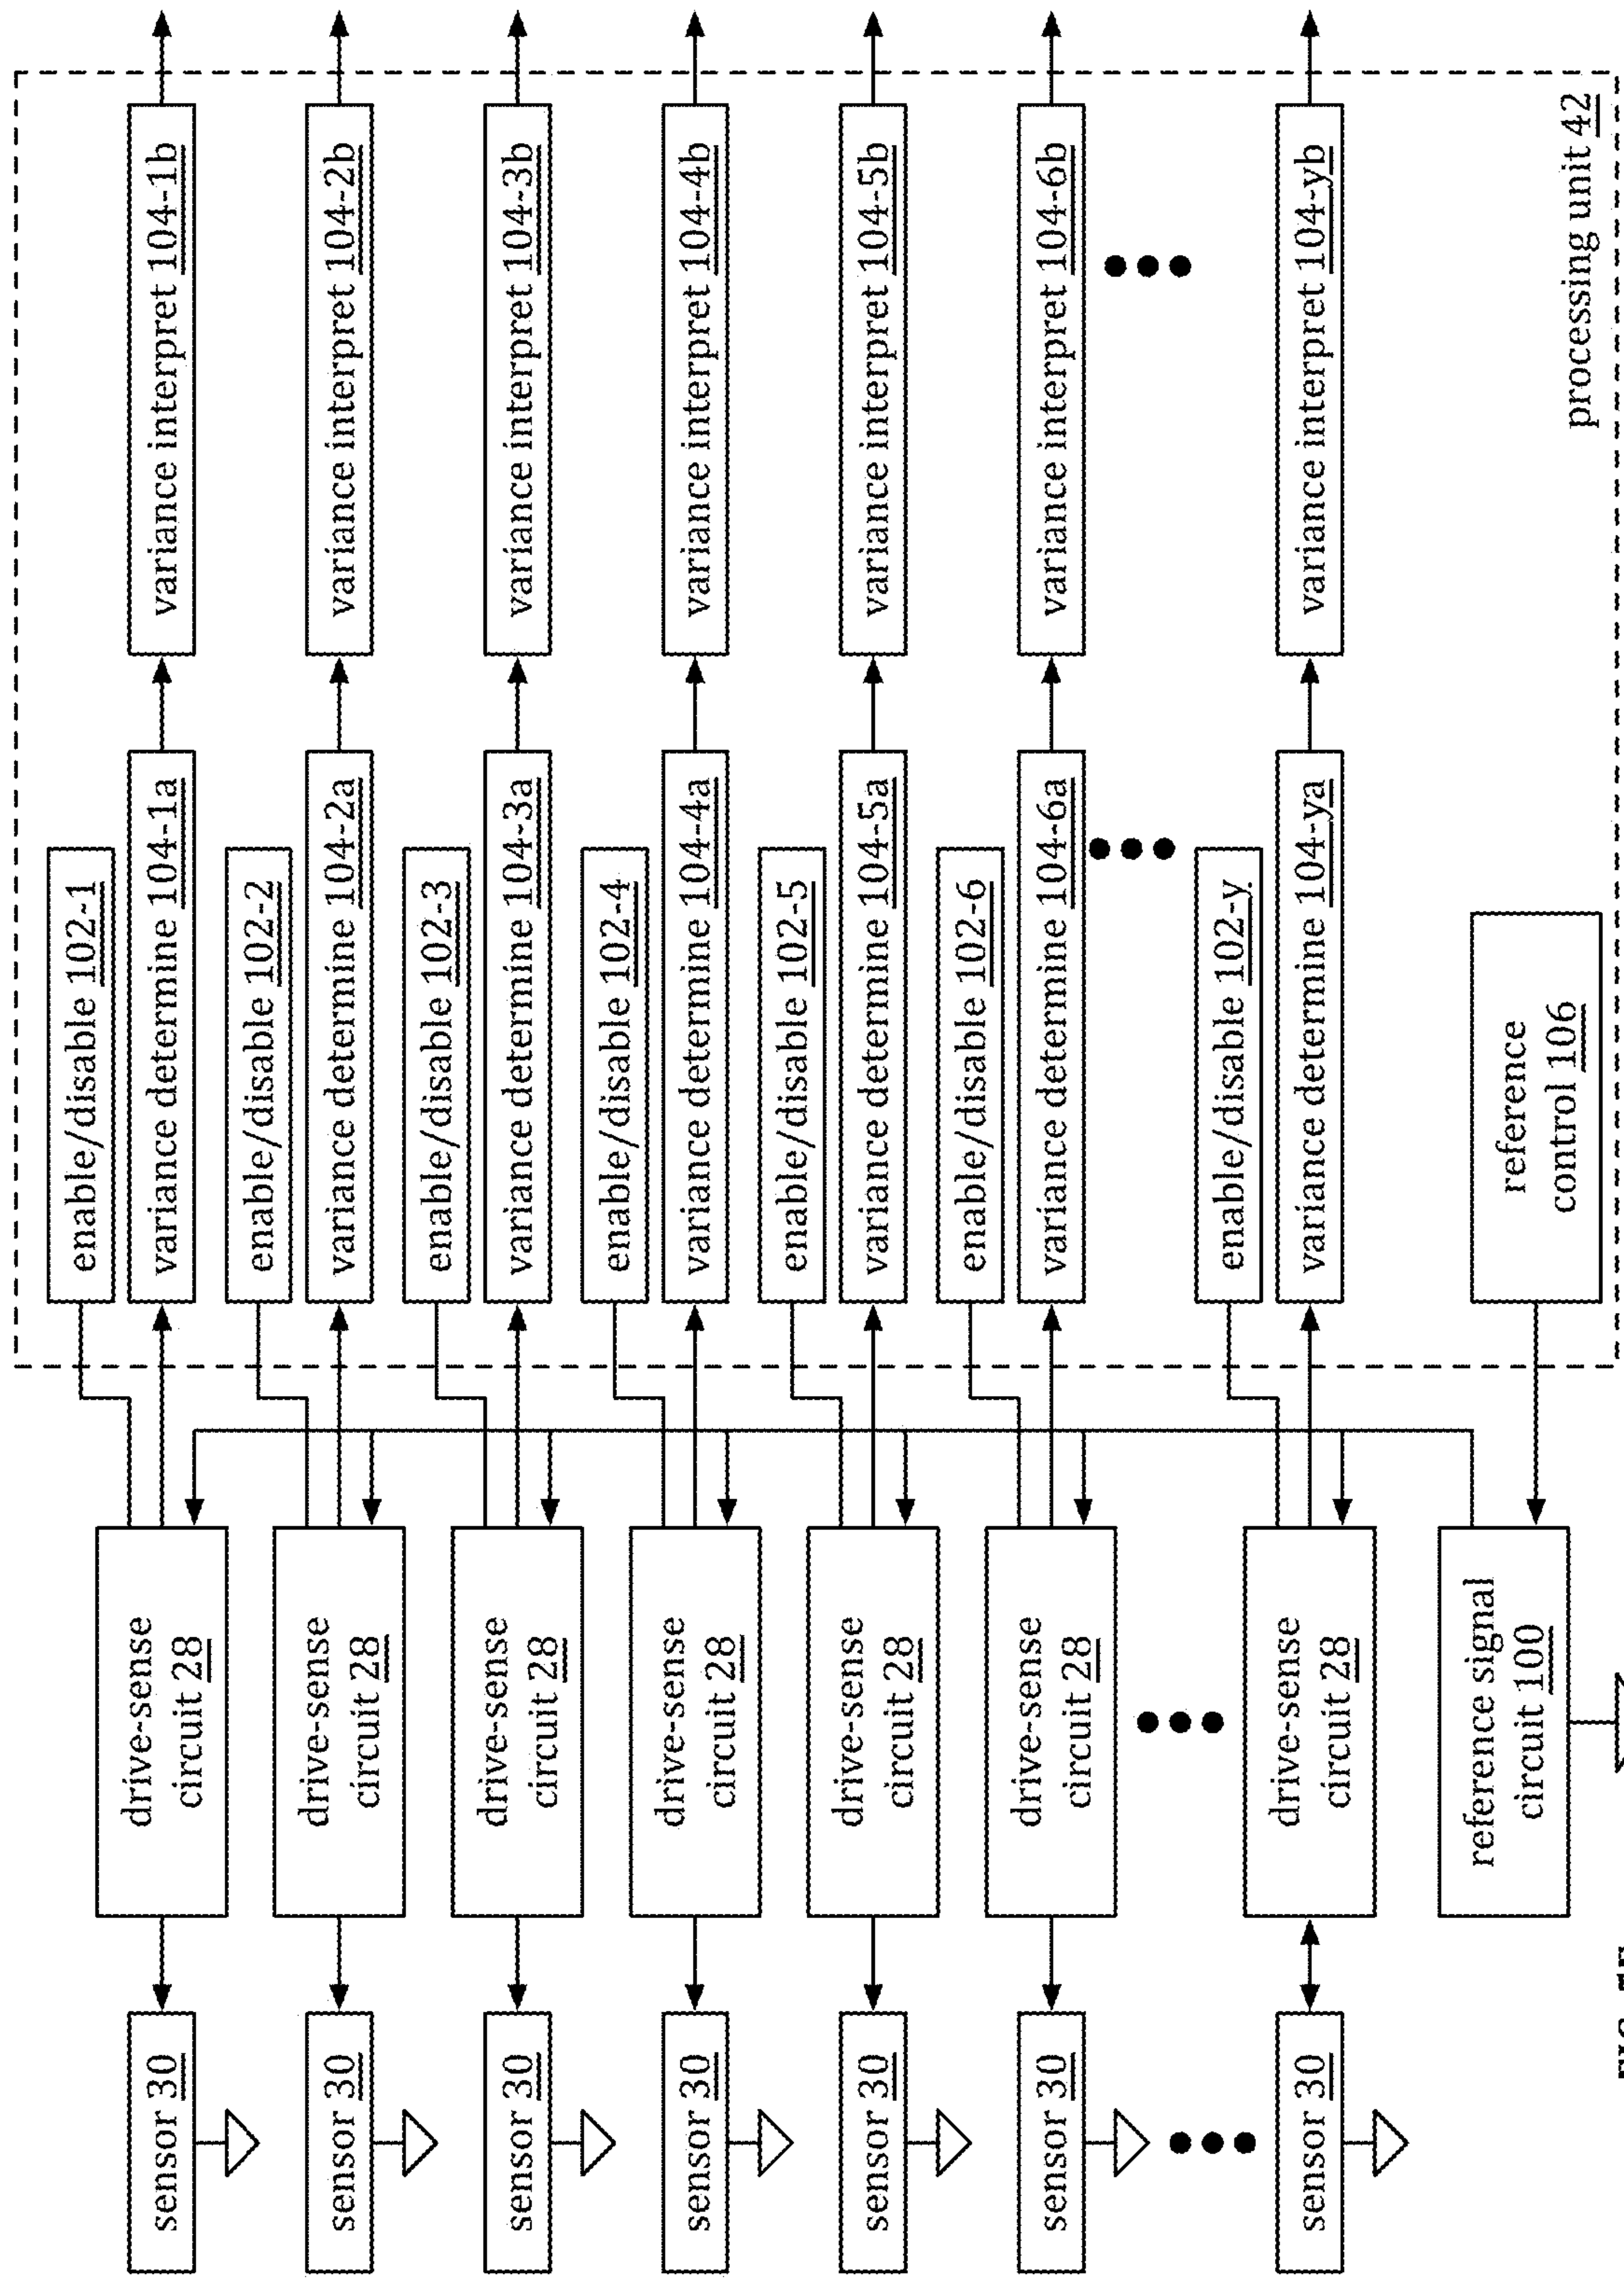 enable/disable 102-1
variance determine 104-1a
variance interpret 104-1b
drive-sense
circuit 28
sensor 30
enable/disable 102-2
variance determine 104-2a
variance interpret 104-2b
drive-sense
circuit 28
sensor 30
enable/disable 102-3
variance determine 104-3a
variance interpret 104-3b
drive-sense
circuit 28
sensor 30
enable/disable 102-4
variance determine 104-4a
variance interpret 104-4b
drive-sense
circuit 28
sensor 30
enable/disable 102-5
variance determine 104-5a
variance interpret 104-5b
drive-sense
circuit 28
sensor 30
enable/disable 102-6
variance determine 104-6a
variance interpret 104-6b
drive-sense
circuit 28
sensor 30
enable/disable 102-y
variance determine 104-ya
variance interpret 104-yb
drive-sense
circuit 28
sensor 30
reference signal
circuit 100
reference
control 106
processing unit 42